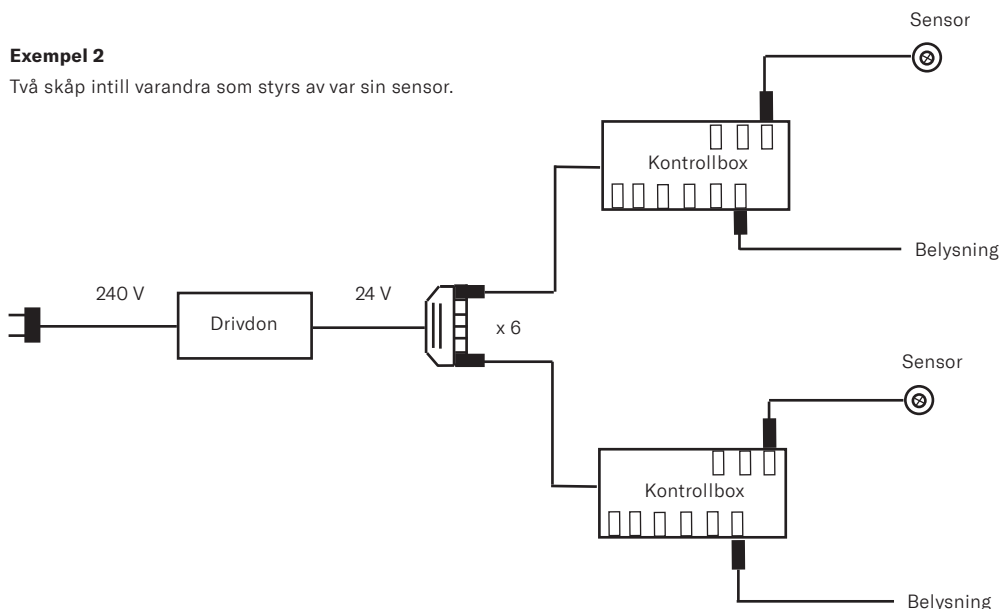 Exempel 2
Två skåp intill varandra som styrs av var sin sensor.
Sensor
Kontrollbox
Belysning
240 V
Drivdon
24 V
x 6
Sensor
Kontrollbox
Belysning